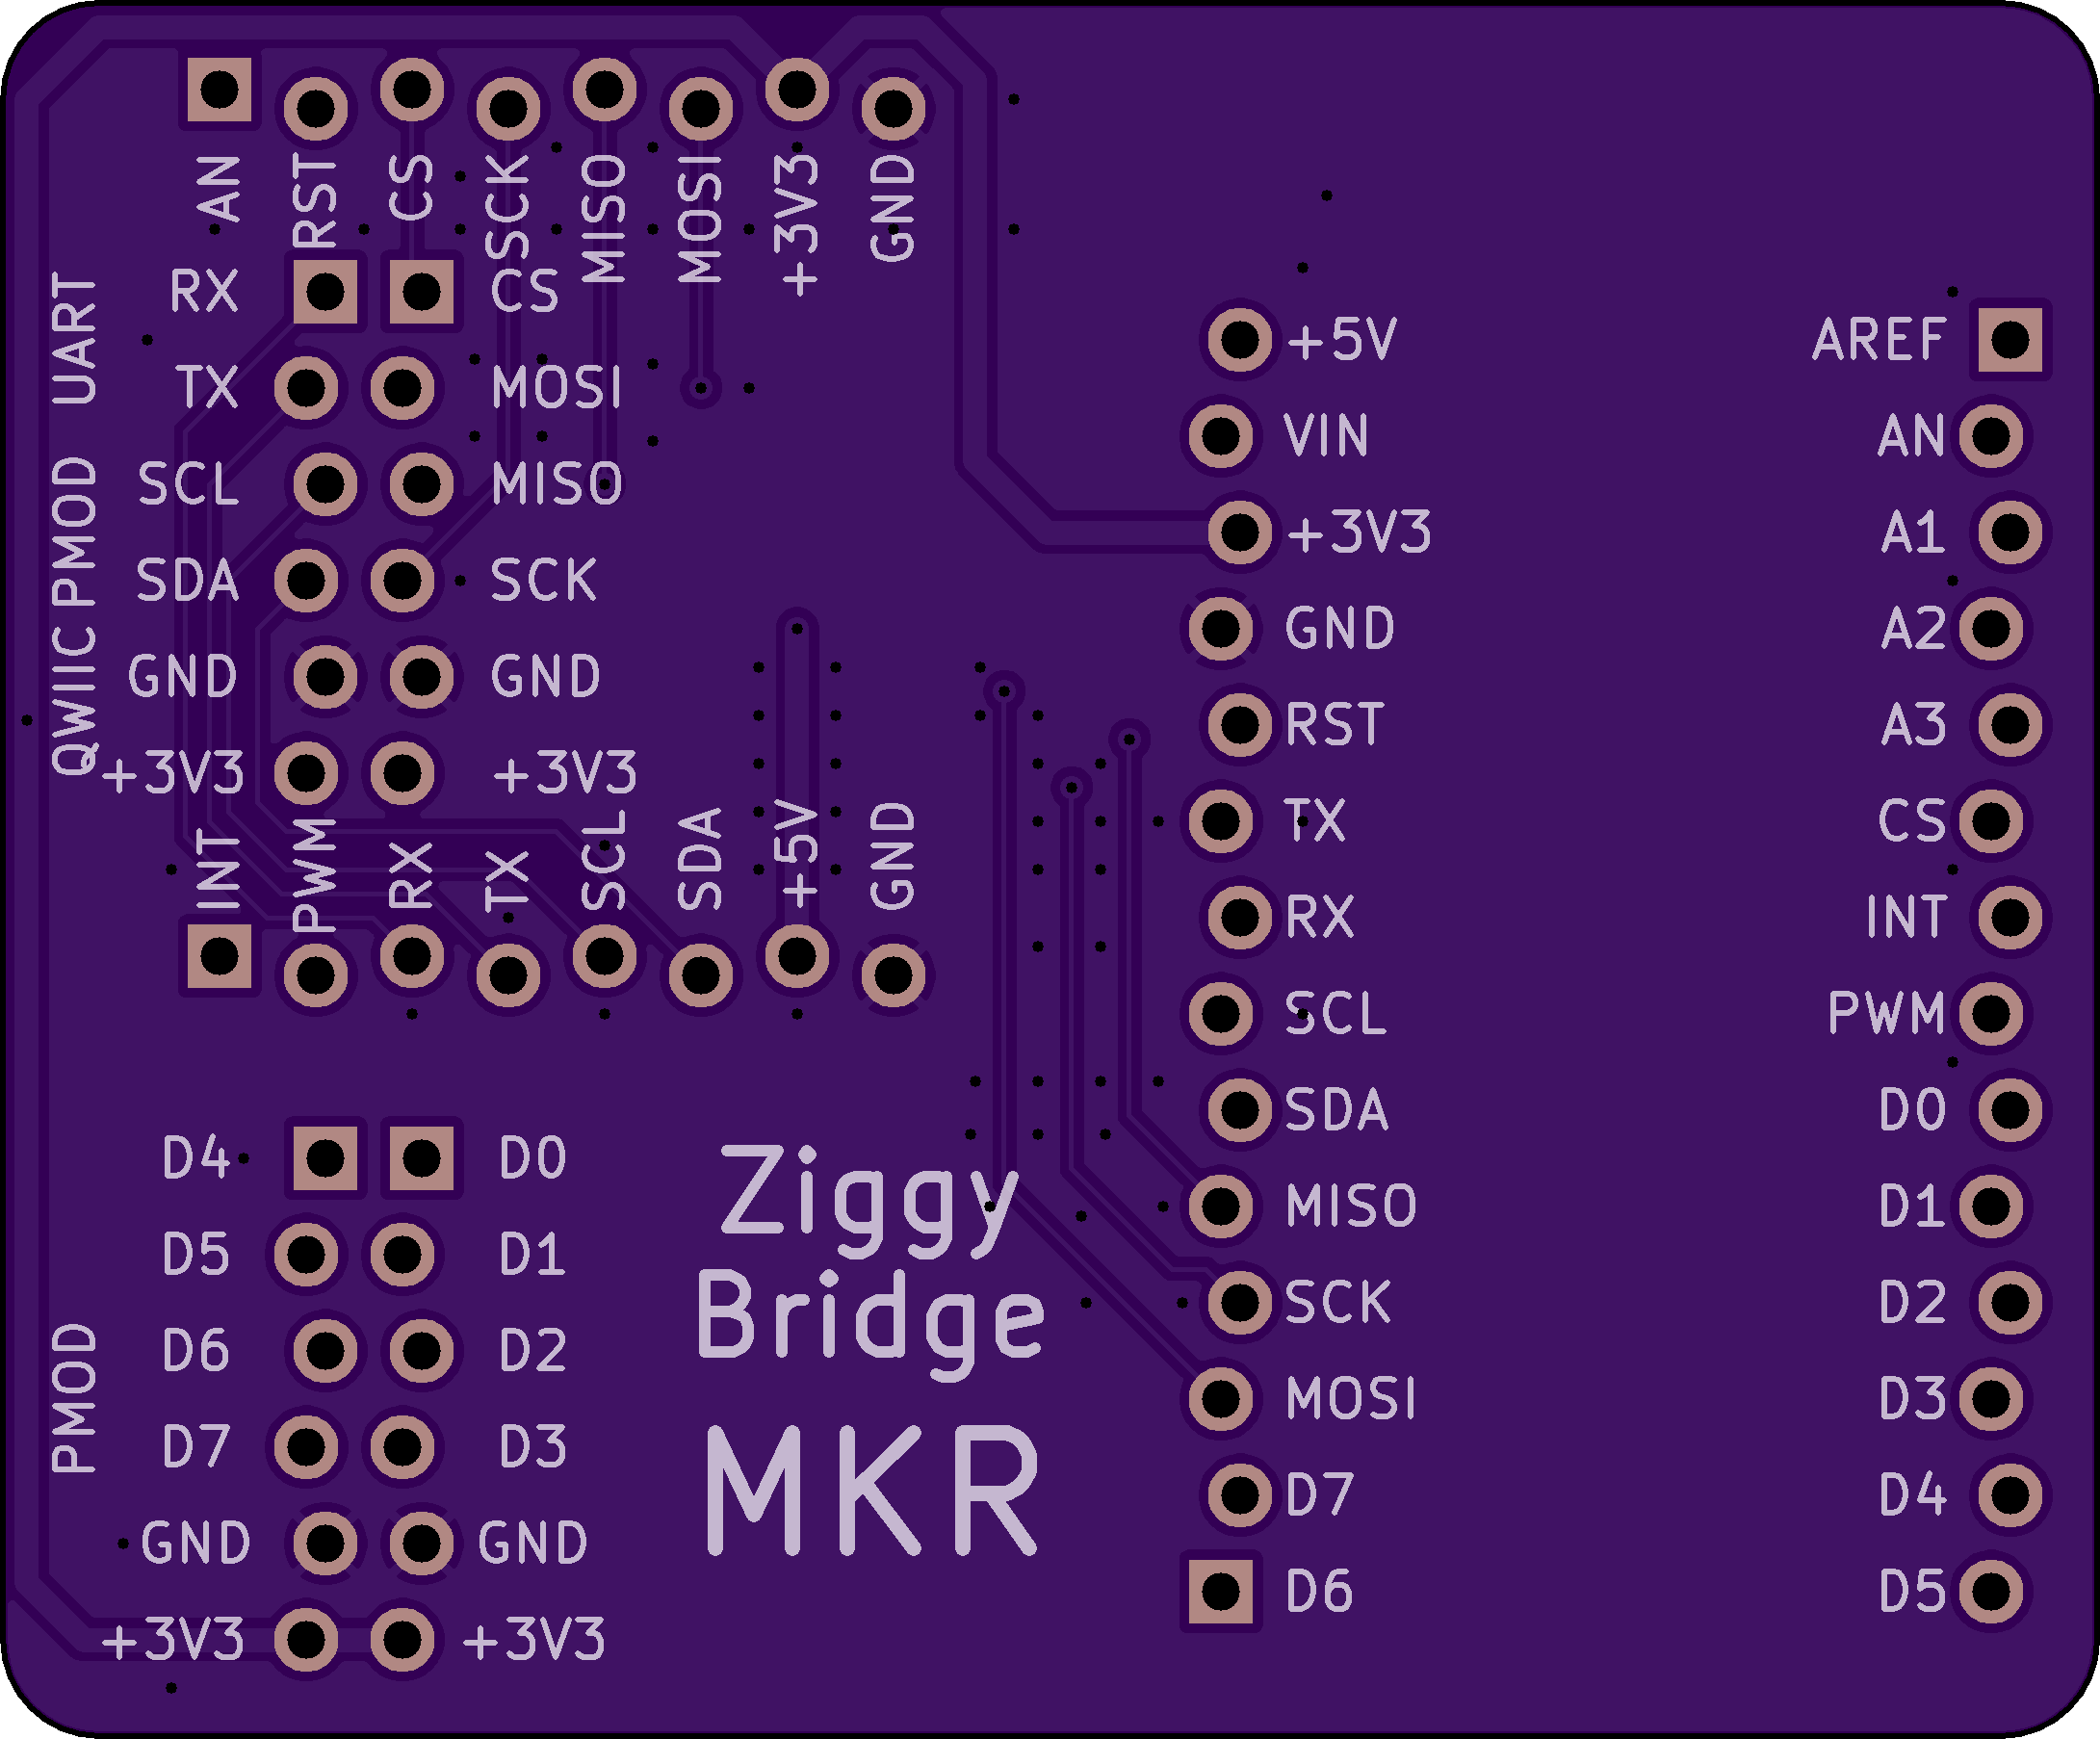 AN
RST
CS
SCK
MISO
MOSI
+3V3
GND
QWIIC PMOD UART
RX
TX
SCL
SDA
GND
+3V3
CS
MOSI
MISO
SCK
GND
+3V3
INT
PWM
RX
TX
SCL
SDA
+5V
GND
PMOD
D4
D5
D6
D7
GND
+3V3
D0
D1
D2
D3
GND
+3V3
Ziggy
Bridge
MKR
+5V
VIN
+3V3
GND
RST
TX
RX
SCL
SDA
MISO
SCK
MOSI
D7
D6
AREF
AN
A1
A2
A3
CS
INT
PWM
D0
D1
D2
D3
D4
D5